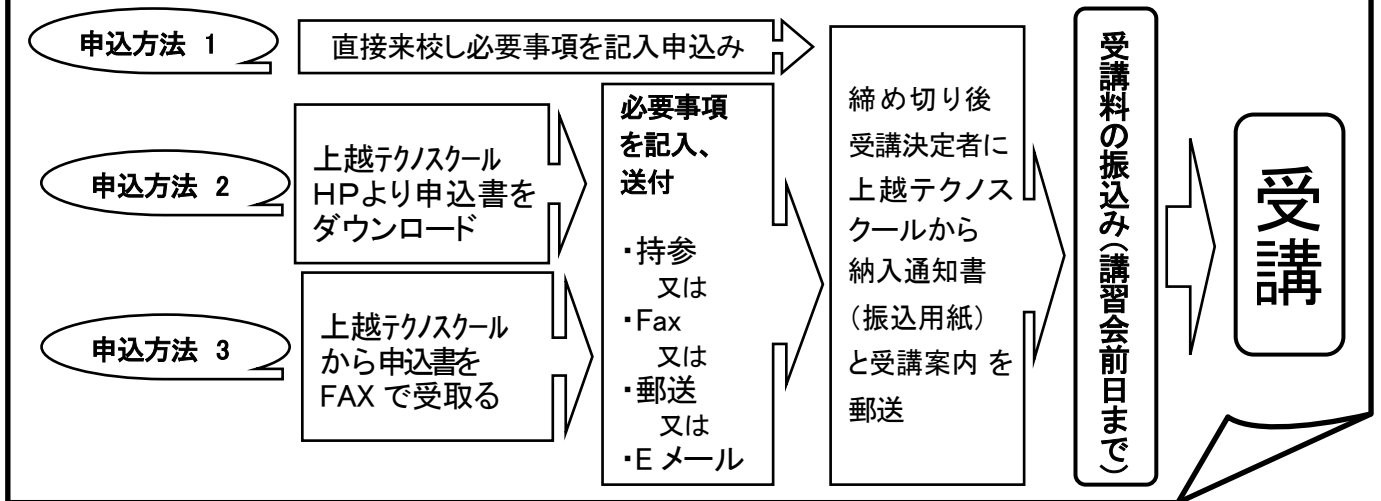 申込方法 1
直接来校し必要事項を記入申込み
申込方法 2
上越テクノスクール
HPより申込書を
ダウンロード
申込方法 3
上越テクノスクール
から申込書を
FAX で受取る
必要事項
を記入、
送付
・持参
又は
・Fax
又は
・郵送
又は
・E メール
締め切り後
受講決定者に
上越テクノス
クールから
納入通知書
（振込用紙）
と受講案内 を
郵送
受講料の振込み（講習会前日まで）
受講